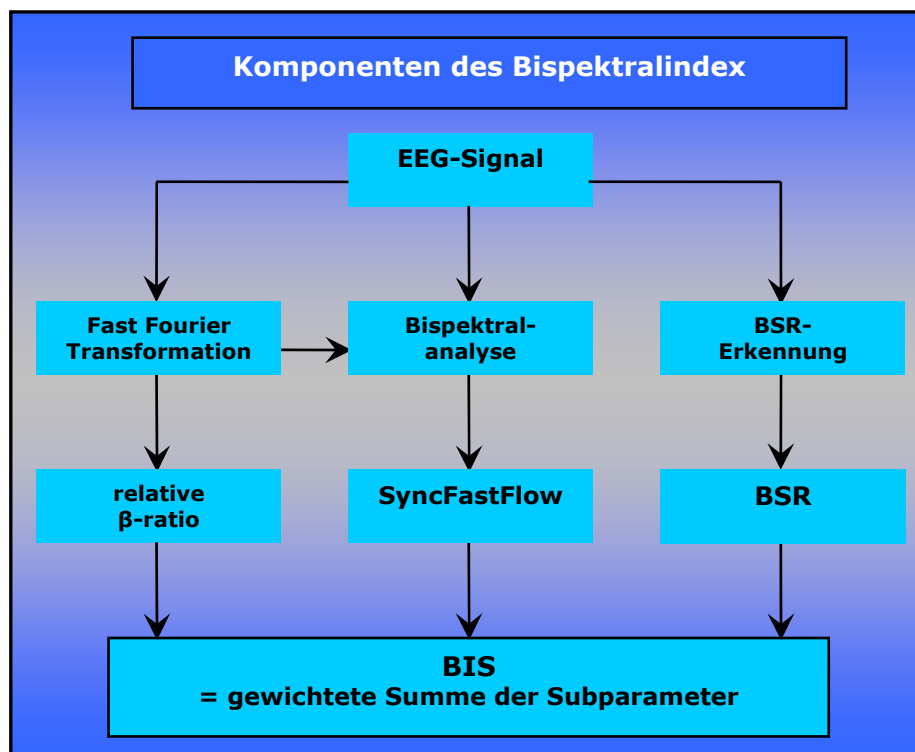 Komponenten des Bispektralindex
EEG-Signal
Fast Fourier
Transformation
Bispektral-
analyse
BSR-
Erkennung
relative
β-ratio
SyncFastFlow
BSR
BIS
= gewichtete Summe der Subparameter